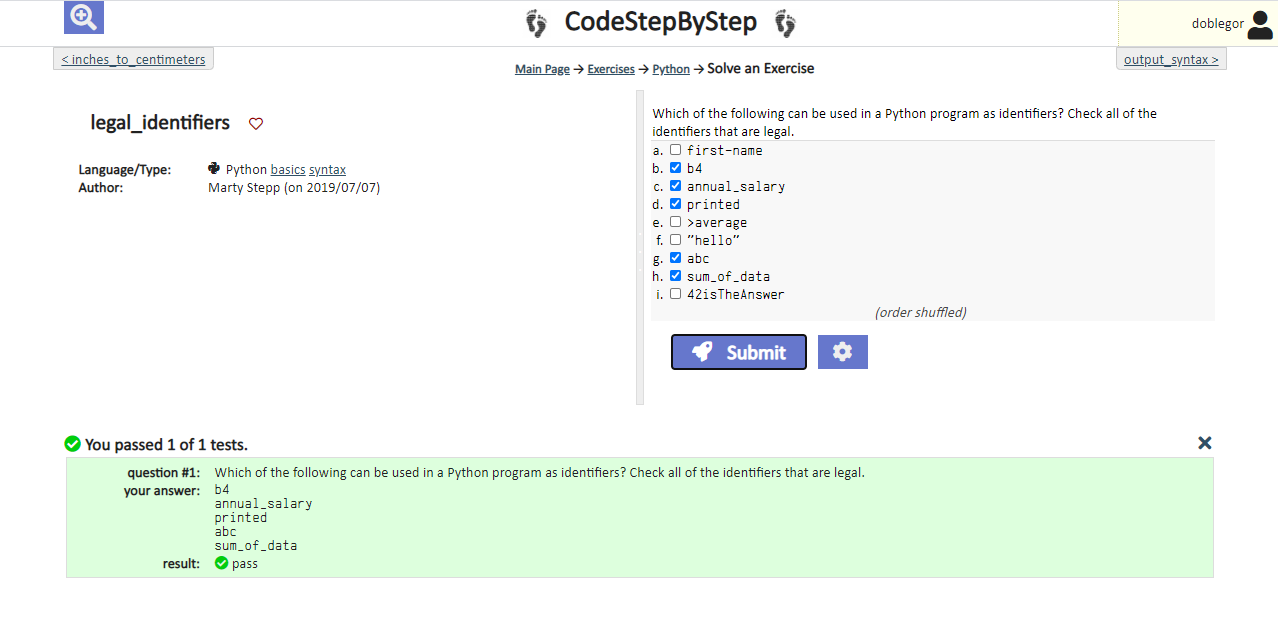 CodeStepByStep
doblegor
< inches_to_centimeters
output_syntax >
Main Page → Exercises → Python → Solve an Exercise
legal_identifiers
Language/Type: Python basics syntax
Author: Marty Stepp (on 2019/07/07)
Which of the following can be used in a Python program as identifiers? Check all of the
identifiers that are legal.
a. first-name
b. b4
c. annual_salary
d. printed
e. >average
f. "hello"
g. abc
h. sum_of_data
i. 42isTheAnswer
(order shuffled)
Submit
You passed 1 of 1 tests.
question #1: Which of the following can be used in a Python program as identifiers? Check all of the identifiers that are legal.
your answer: b4
annual_salary
printed
abc
sum_of_data
result: pass